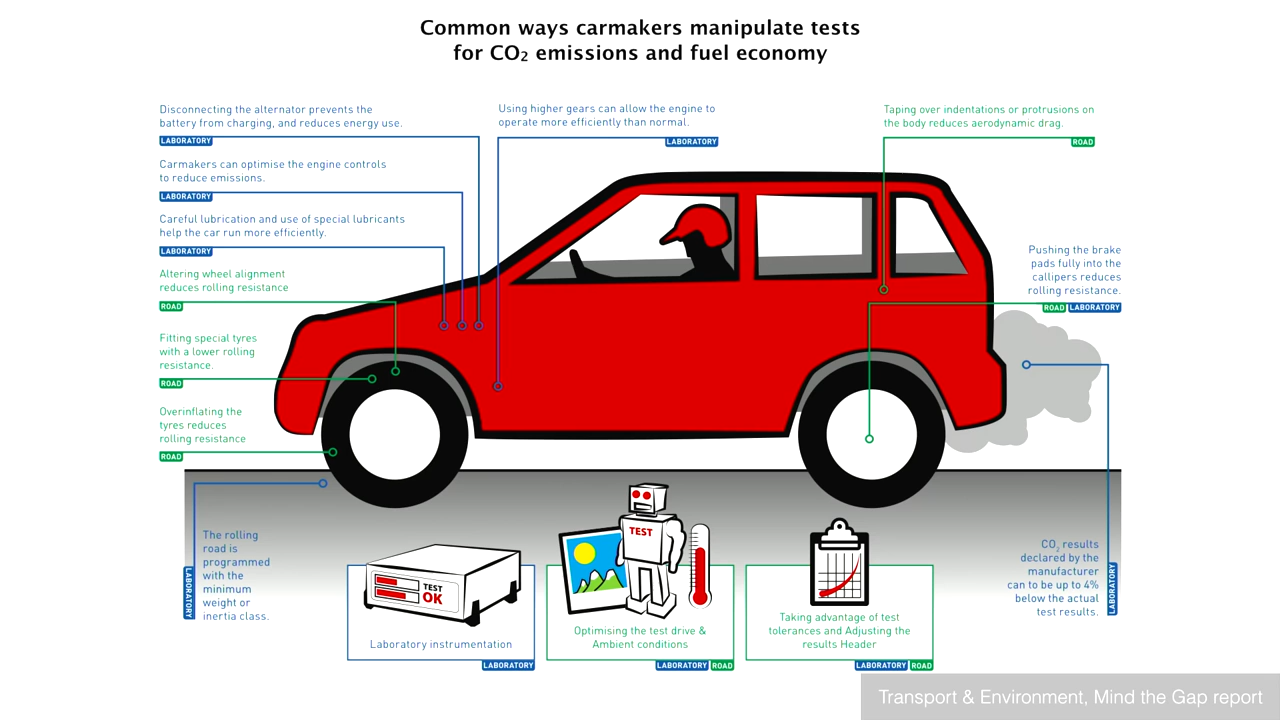 Common ways carmakers manipulate tests
for CO₂ emissions and fuel economy
Disconnecting the alternator prevents the
battery from charging, and reduces energy use.
LABORATORY
Carmakers can optimise the engine controls
to reduce emissions.
LABORATORY
Careful lubrication and use of special lubricants
help the car run more efficiently.
LABORATORY
Altering wheel alignment
reduces rolling resistance
ROAD
Fitting special tyres
with a lower rolling
resistance.
ROAD
Overinflating the
tyres reduces
rolling resistance
ROAD
Using higher gears can allow the engine to
operate more efficiently than normal.
LABORATORY
Taping over indentations or protrusions on
the body reduces aerodynamic drag.
ROAD
Pushing the brake
pads fully into the
callipers reduces
rolling resistance.
ROAD LABORATORY
The rolling
road is
programmed
with the
minimum
weight or
inertia class.
LABORATORY
TEST
OK
Laboratory instrumentation
LABORATORY
TEST
Optimising the test drive &
Ambient conditions
LABORATORY ROAD
Taking advantage of test
tolerances and Adjusting the
results Header
LABORATORY ROAD
CO₂ results
declared by the
manufacturer
can to be up to 4%
below the actual
test results.
LABORATORY
Transport & Environment, Mind the Gap report